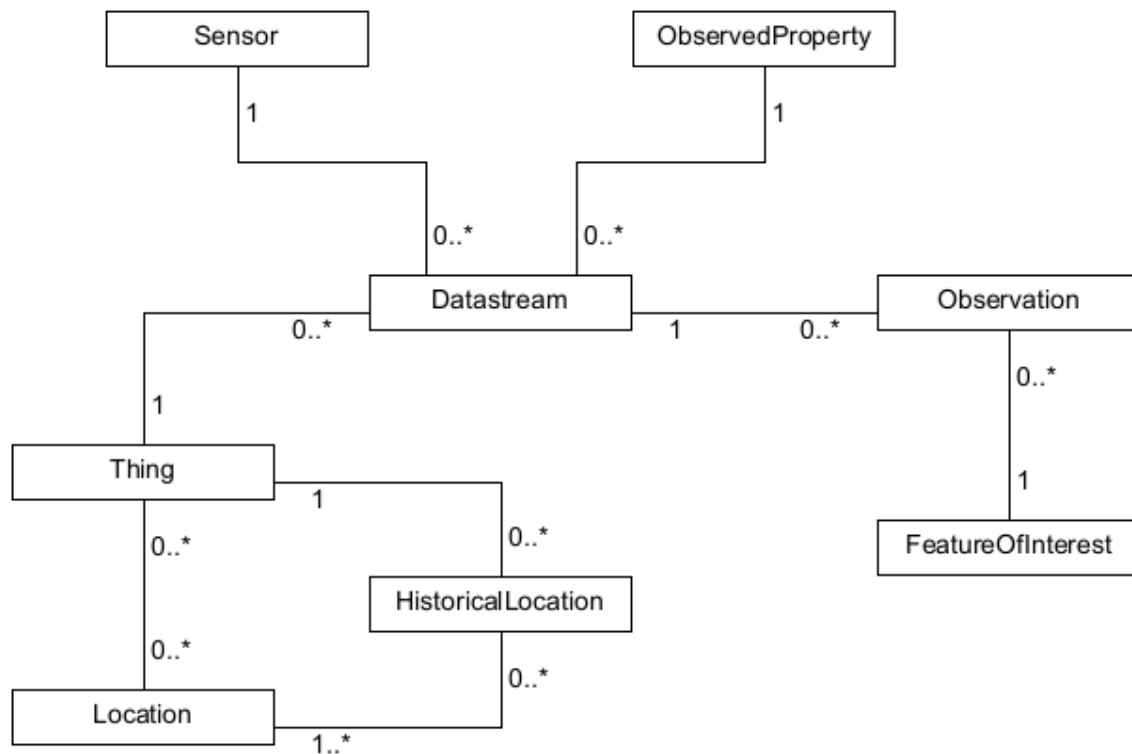 Sensor
ObservedProperty
1
1
0..*
0..*
Datastream
Observation
0..*
1
0..*
0..*
1
Thing
1
1
0..*
0..*
FeatureOfInterest
HistoricalLocation
0..*
0..*
Location
1..*